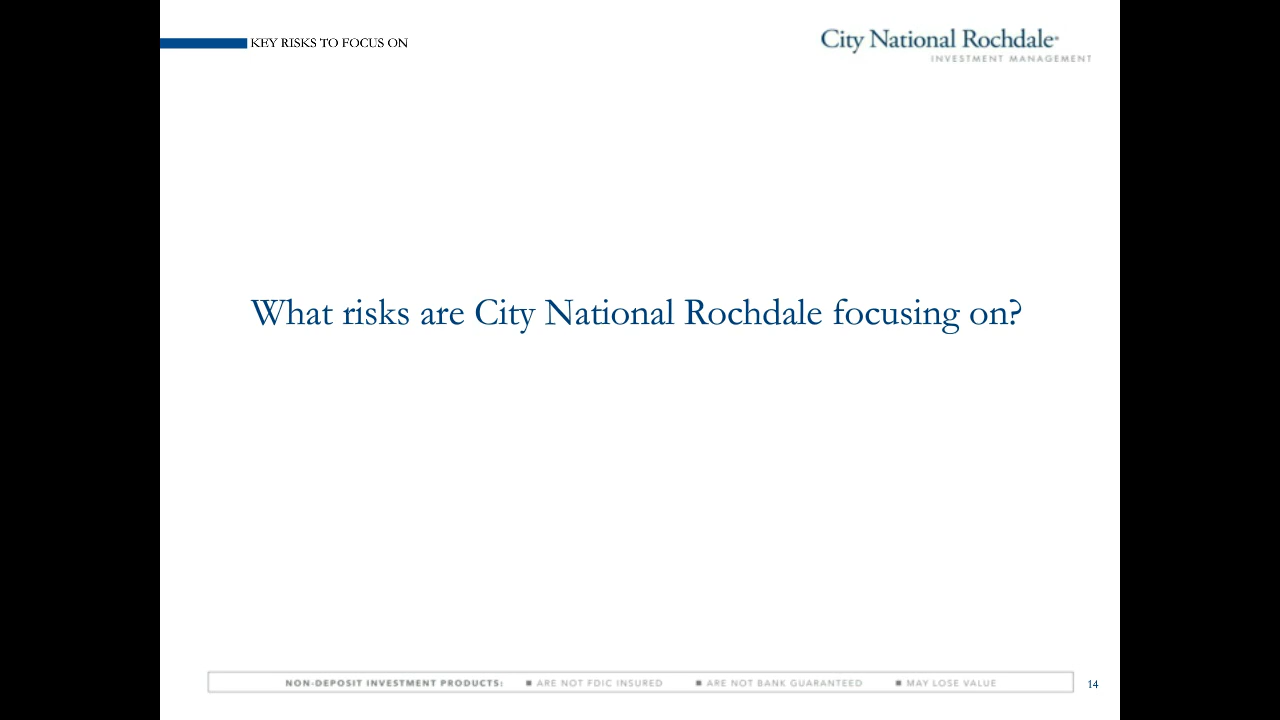 KEY RISKS TO FOCUS ON
City National Rochdale
INVESTMENT MANAGEMENT
What risks are City National Rochdale focusing on?
NON-DEPOSIT INVESTMENT PRODUCTS: ■ ARE NOT FDIC INSURED ■ ARE NOT BANK GUARANTEED ■ MAY LOSE VALUE
14